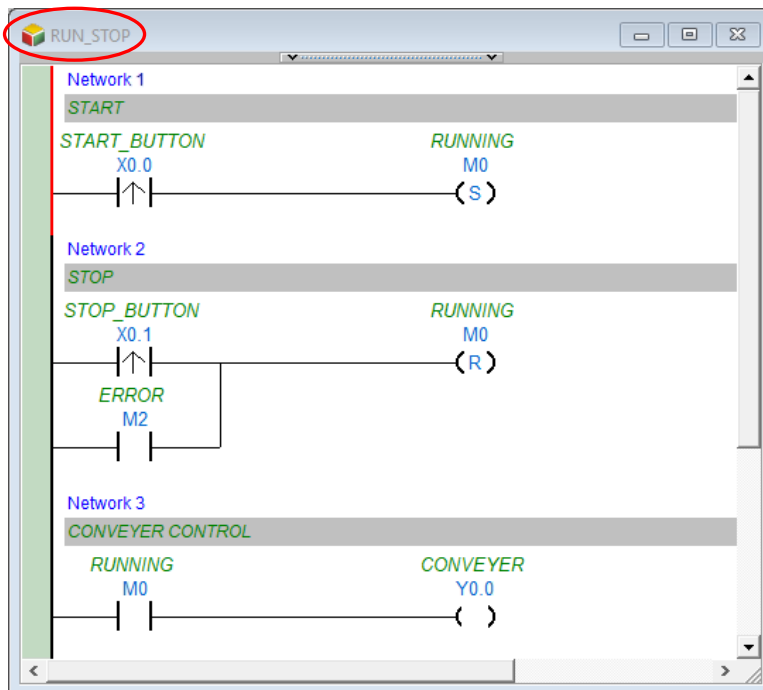 RUN_STOP
Network 1
START
START_BUTTON RUNNING
X0.0 M0
S
Network 2
STOP
STOP_BUTTON RUNNING
X0.1 M0
R
ERROR
M2
Network 3
CONVEYER CONTROL
RUNNING CONVEYER
M0 Y0.0